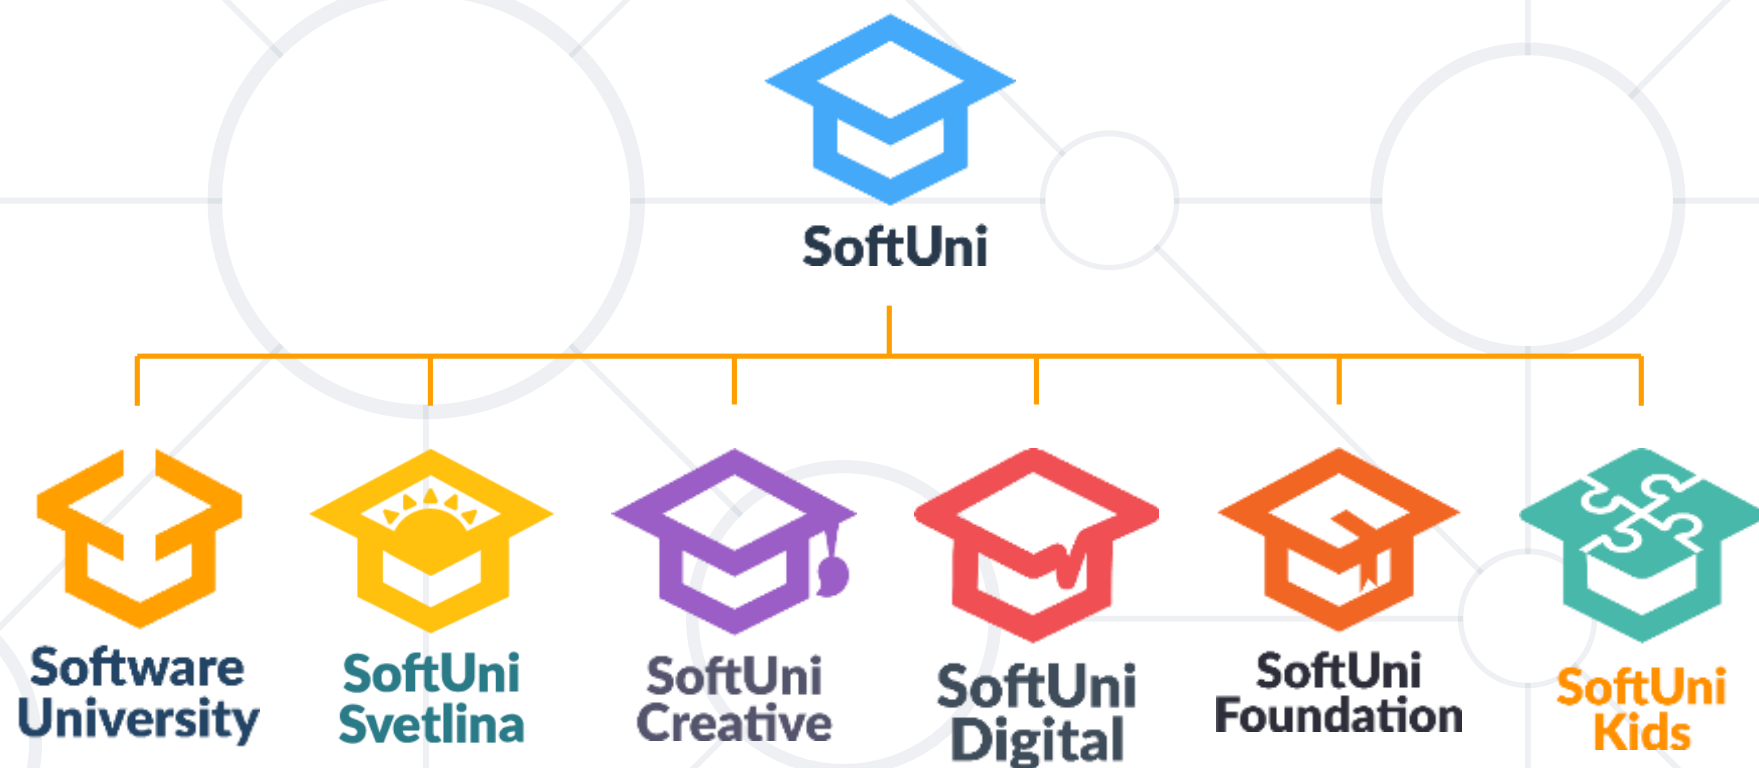 SoftUni
Software
University
SoftUni
Svetlina
SoftUni
Creative
SoftUni
Digital
SoftUni
Foundation
SoftUni
Kids